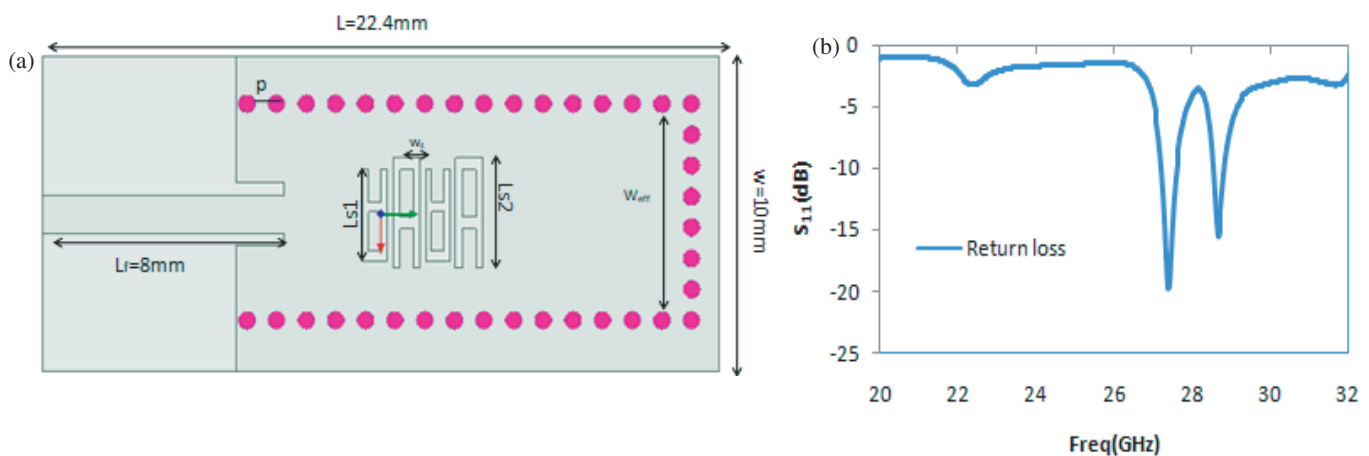 (a)
L=22.4mm
p
w₁
Ls1
Ls2
Weff
w=10mm
Lf=8mm
(b)
0
-5
-10
-15
-20
-25
S₁₁(dB)
Return loss
20 22 24 26 28 30 32
Freq(GHz)